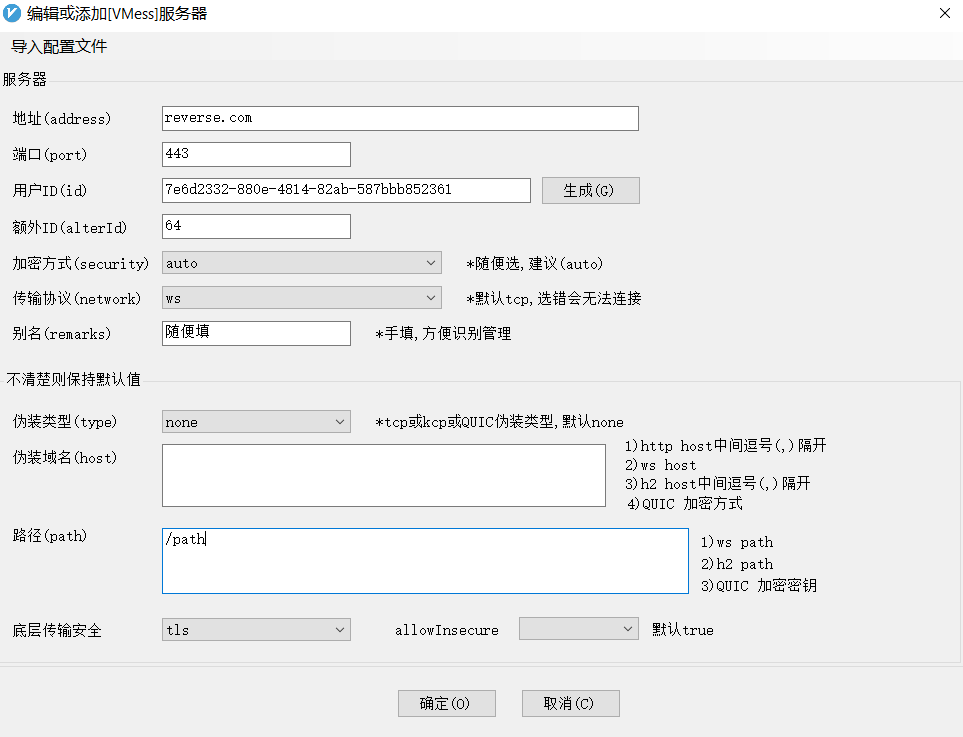 编辑或添加[VMess]服务器
导入配置文件
服务器
地址(address) reverse.com
端口(port) 443
用户ID(id) 7e6d2332-880e-4814-82ab-587bbb852361 生成(G)
额外ID(alterId) 64
加密方式(security) auto *随便选,建议(auto)
传输协议(network) ws *默认tcp,选错会无法连接
别名(remarks) 随便填 *手填,方便识别管理
不清楚则保持默认值
伪装类型(type) none *tcp或kcp或QUIC伪装类型,默认none
伪装域名(host)
1)http host中间逗号(,)隔开
2)ws host
3)h2 host中间逗号(,)隔开
4)QUIC 加密方式
路径(path) /path
1)ws path
2)h2 path
3)QUIC 加密密钥
底层传输安全 tls allowInsecure 默认true
确定(O) 取消(C)